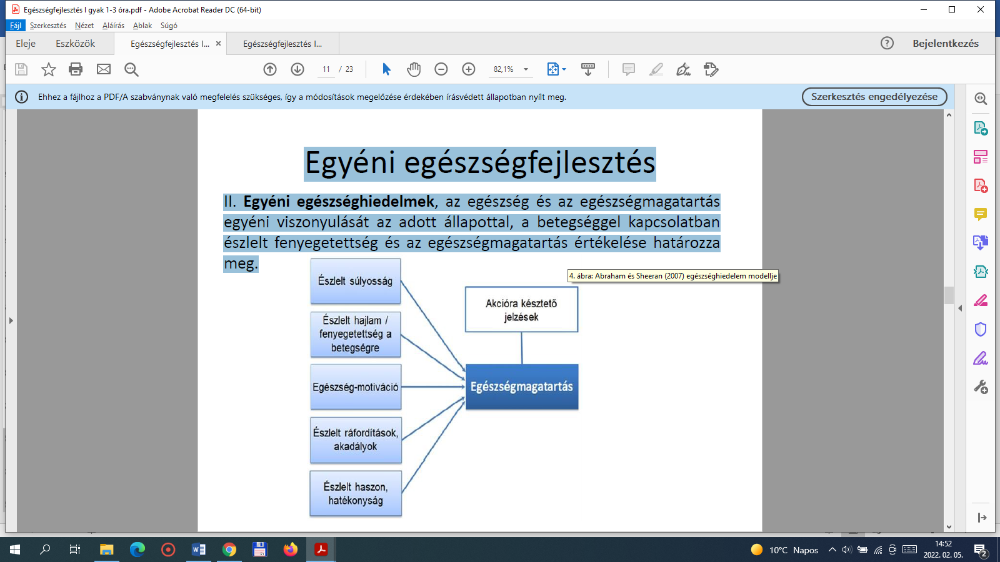 Egészségfejlesztés I gyak 1-3 óra.pdf - Adobe Acrobat Reader DC (64-bit)
Fájl Szerkesztés Nézet Aláírás Ablak Súgó
Eleje Eszközök Egészségfejlesztés I... × Egészségfejlesztés I... Bejelentkezés
11 / 23 82,1%
Ehhez a fájlhoz a PDF/A szabványnak való megfelelés szükséges, így a módosítások megelőzése érdekében írásvédett állapotban nyílt meg. Szerkesztés engedélyezése
Egyéni egészségfejlesztés
II. Egyéni egészséghiedelmek, az egészség és az egészségmagatartás
egyéni viszonyulását az adott állapottal, a betegséggel kapcsolatban
észlelt fenyegetettség és az egészségmagatartás értékelése határozza
meg.
4. ábra: Abraham és Sheeran (2007) egészséghiedelem modellje
Észlelt súlyosság
Akcióra késztető
jelzések
Észlelt hajlam /
fenyegetettség a
betegségre
Egészség-motiváció
Egészségmagatartás
Észlelt ráfordítások,
akadályok
Észlelt haszon,
hatékonyság
10°C Napos
14:52
2022. 02. 05.
2